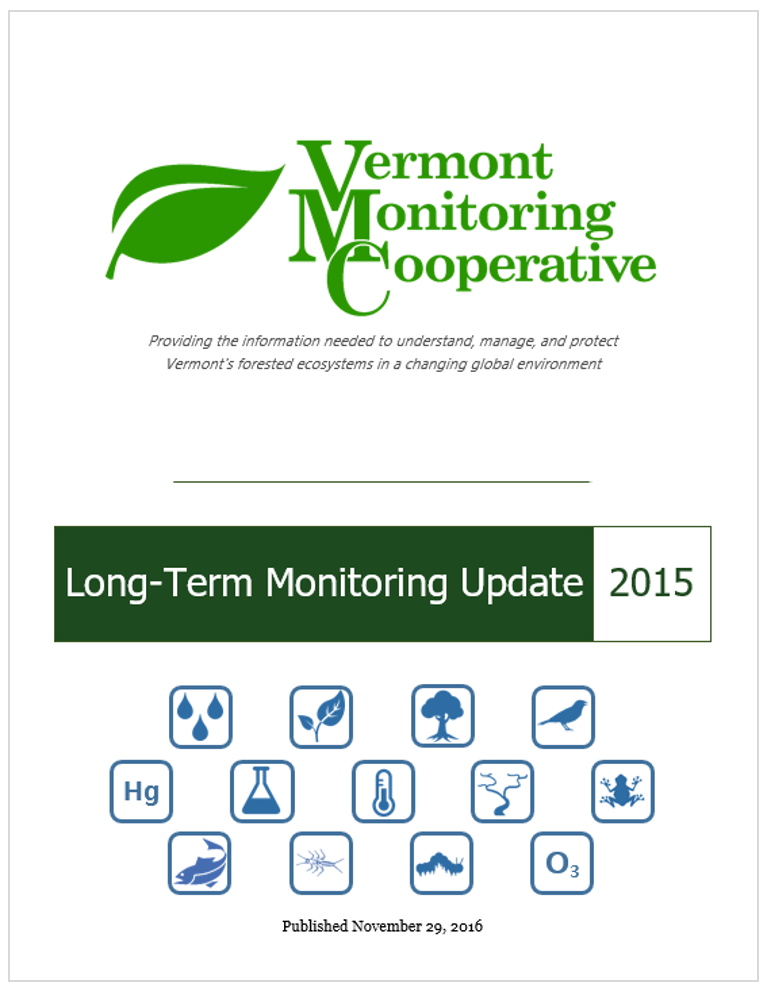 Vermont
Monitoring
Cooperative
Providing the information needed to understand, manage, and protect
Vermont's forested ecosystems in a changing global environment
Long-Term Monitoring Update 2015
Hg
O3
Published November 29, 2016